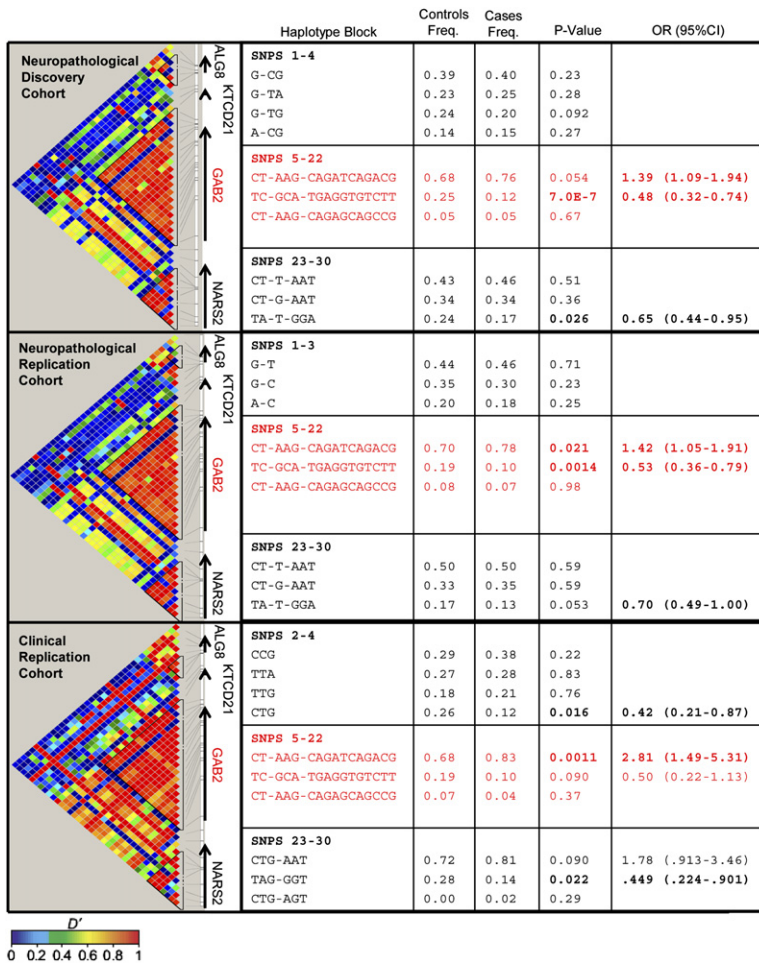 Haplotype Block Controls Freq. Cases Freq. P-Value OR (95%CI)
Neuropathological Discovery Cohort
ALG8
KTCD21
GAB2
NARS2
SNPS 1-4
G-CG 0.39 0.40 0.23
G-TA 0.23 0.25 0.28
G-TG 0.24 0.20 0.092
A-CG 0.14 0.15 0.27
SNPS 5-22
CT-AAG-CAGATCAGACG 0.68 0.76 0.054 1.39 (1.09-1.94)
TC-GCA-TGAGGTGTCTT 0.25 0.12 7.0E-7 0.48 (0.32-0.74)
CT-AAG-CAGAGCAGCCG 0.05 0.05 0.67
SNPS 23-30
CT-T-AAT 0.43 0.46 0.51
CT-G-AAT 0.34 0.34 0.36
TA-T-GGA 0.24 0.17 0.026 0.65 (0.44-0.95)
Neuropathological Replication Cohort
ALG8
KTCD21
GAB2
NARS2
SNPS 1-3
G-T 0.44 0.46 0.71
G-C 0.35 0.30 0.23
A-C 0.20 0.18 0.25
SNPS 5-22
CT-AAG-CAGATCAGACG 0.70 0.78 0.021 1.42 (1.05-1.91)
TC-GCA-TGAGGTGTCTT 0.19 0.10 0.0014 0.53 (0.36-0.79)
CT-AAG-CAGAGCAGCCG 0.08 0.07 0.98
SNPS 23-30
CT-T-AAT 0.50 0.50 0.59
CT-G-AAT 0.33 0.35 0.59
TA-T-GGA 0.17 0.13 0.053 0.70 (0.49-1.00)
Clinical Replication Cohort
ALG8
KTCD21
GAB2
NARS2
SNPS 2-4
CCG 0.29 0.38 0.22
TTA 0.27 0.28 0.83
TTG 0.18 0.21 0.76
CTG 0.26 0.12 0.016 0.42 (0.21-0.87)
SNPS 5-22
CT-AAG-CAGATCAGACG 0.68 0.83 0.0011 2.81 (1.49-5.31)
TC-GCA-TGAGGTGTCTT 0.19 0.10 0.090 0.50 (0.22-1.13)
CT-AAG-CAGAGCAGCCG 0.07 0.04 0.37
SNPS 23-30
CTG-AAT 0.72 0.81 0.090 1.78 (.913-3.46)
TAG-GGT 0.28 0.14 0.022 .449 (.224-.901)
CTG-AGT 0.00 0.02 0.29
D'
0 0.2 0.4 0.6 0.8 1